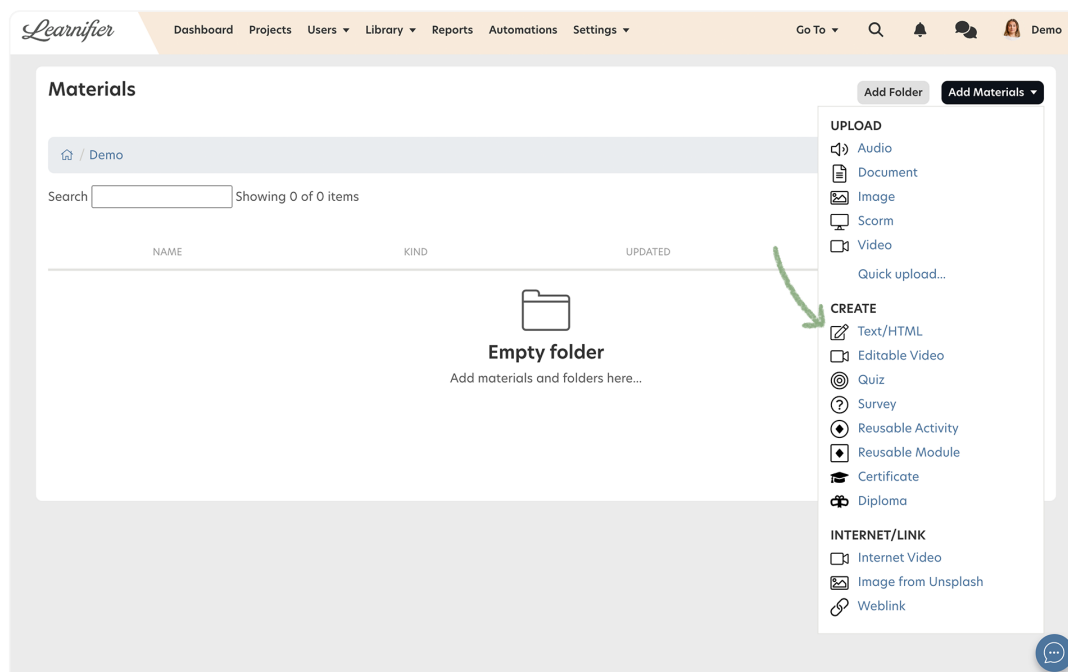 Learnifier Dashboard Projects Users Library Reports Automations Settings Go To Demo
Materials
Add Folder Add Materials
/ Demo
Search Showing 0 of 0 items
NAME KIND UPDATED
Empty folder
Add materials and folders here...
UPLOAD
Audio
Document
Image
Scorm
Video
Quick upload...
CREATE
Text/HTML
Editable Video
Quiz
Survey
Reusable Activity
Reusable Module
Certificate
Diploma
INTERNET/LINK
Internet Video
Image from Unsplash
Weblink